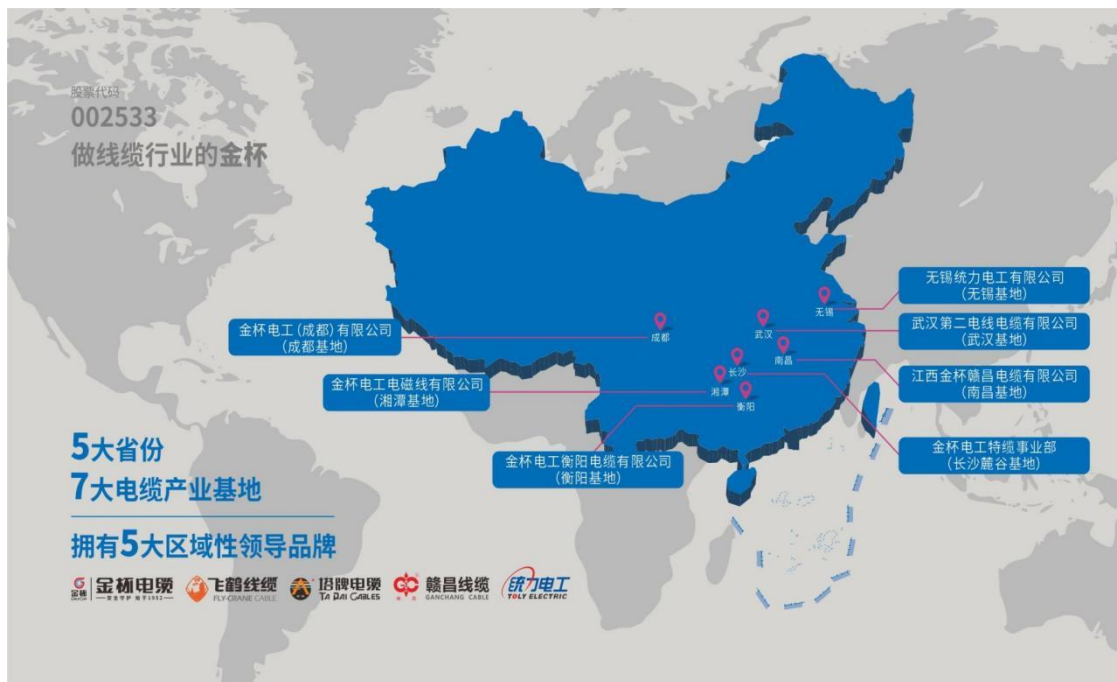 股票代码
002533
做线缆行业的金杯
无锡统力电工有限公司
(无锡基地)
武汉第二电线电缆有限公司
(武汉基地)
江西金杯赣昌电缆有限公司
(南昌基地)
金杯电工特缆事业部
(长沙麓谷基地)
金杯电工(成都)有限公司
(成都基地)
金杯电工电磁线有限公司
(湘潭基地)
金杯电工衡阳电缆有限公司
(衡阳基地)
无锡
成都
武汉
南昌
长沙
湘潭
衡阳
5大省份
7大电缆产业基地
拥有5大区域性领导品牌
金杯电缆
飞鹤线缆
FLY-CRANE CABLE
塔牌电缆
TA PAI CABLES
赣昌线缆
GANCHANG CABLE
统力电工
TOLY ELECTRIC